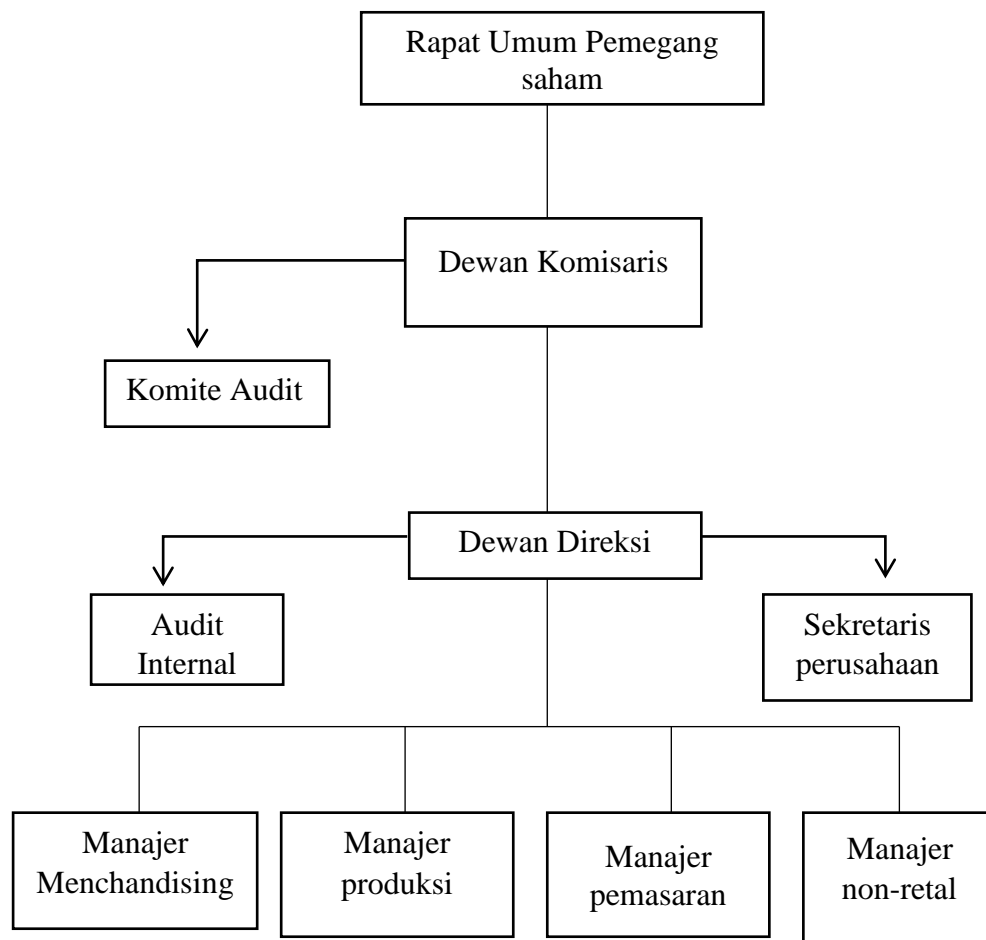 Rapat Umum Pemegang
saham
Dewan Komisaris
Komite Audit
Dewan Direksi
Audit
Internal
Sekretaris
perusahaan
Manajer
Menchandising
Manajer
produksi
Manajer
pemasaran
Manajer
non-retal